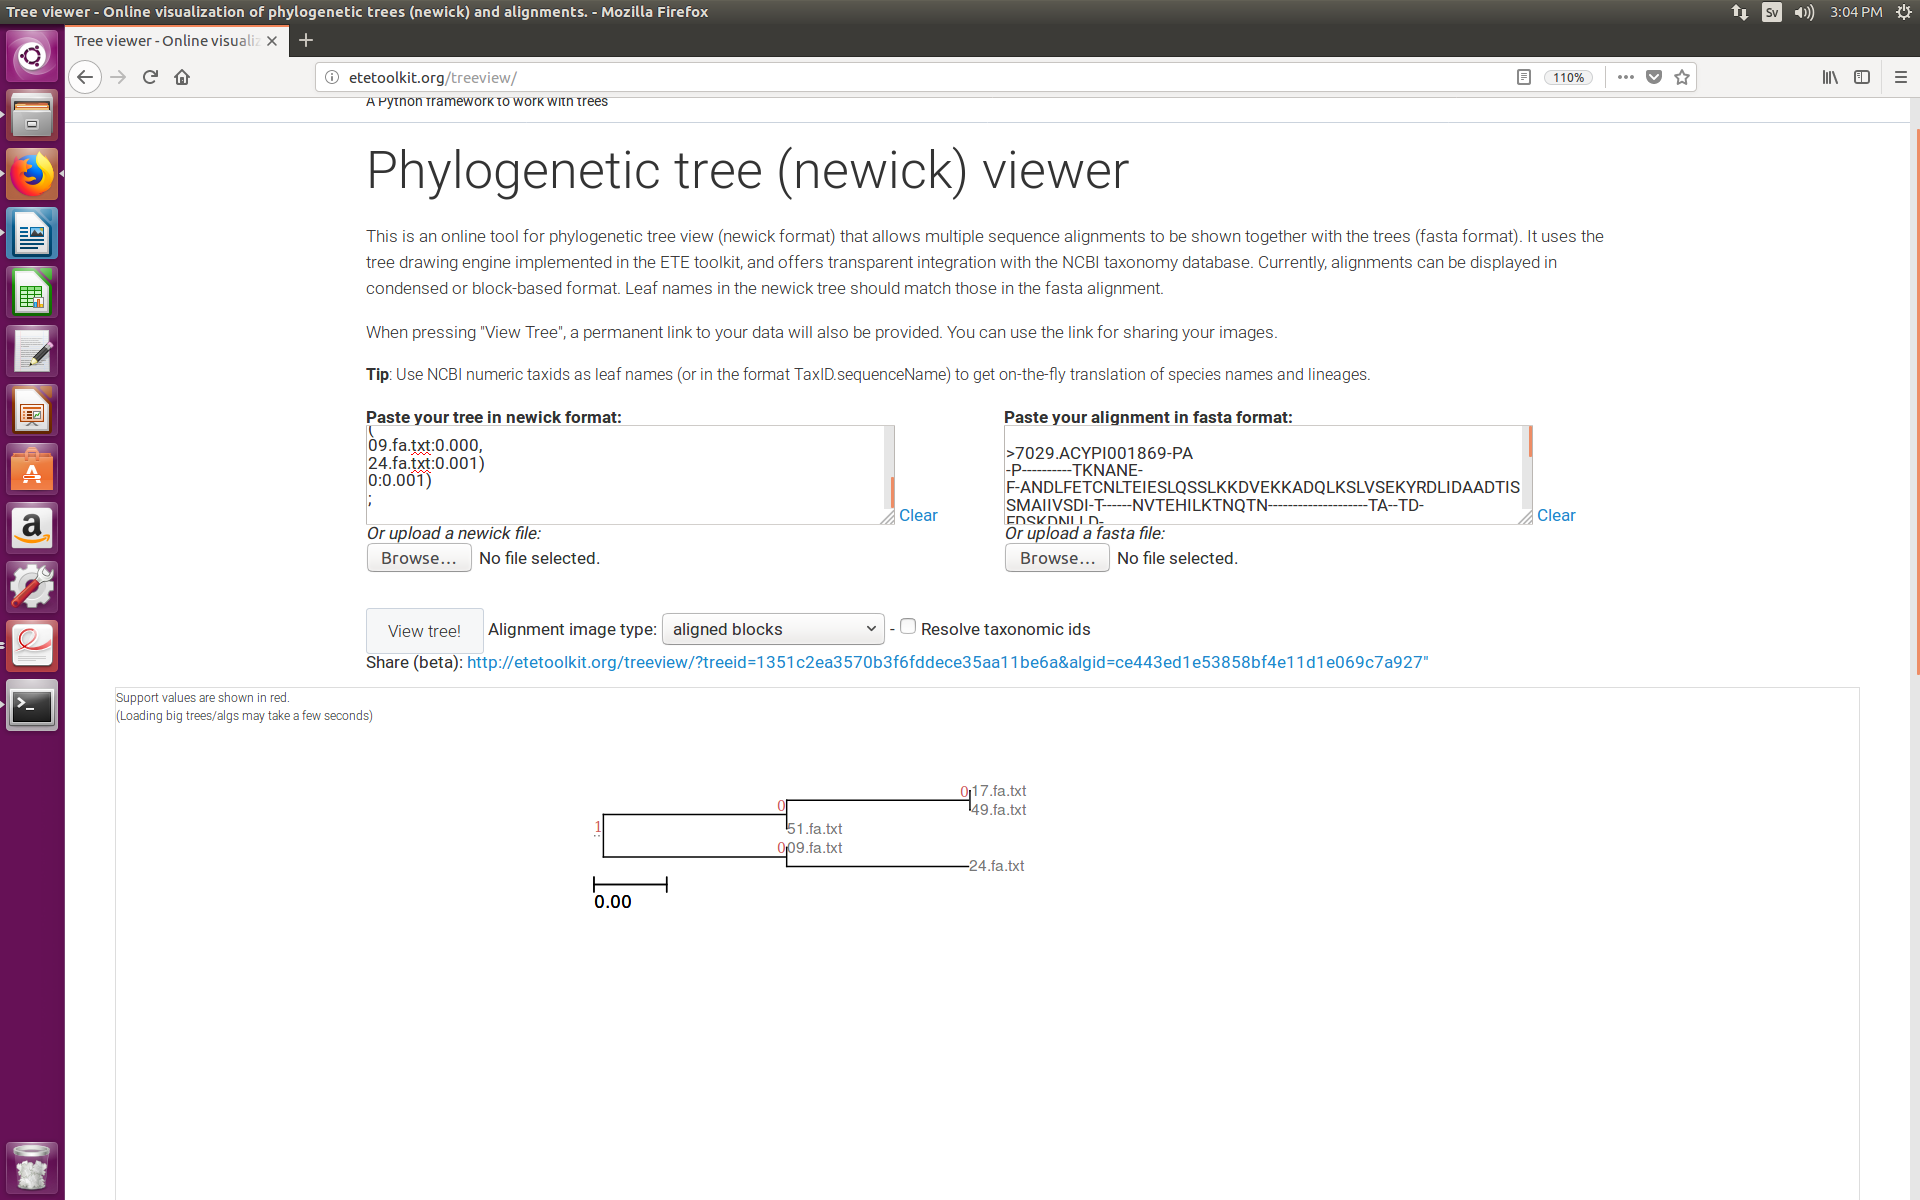 Tree viewer - Online visualization of phylogenetic trees (newick) and alignments. - Mozilla Firefox
Sv
3:04 PM
Tree viewer - Online visualiz
etetoolkit.org/treeview/
110%
A Python framework to work with trees
Phylogenetic tree (newick) viewer
This is an online tool for phylogenetic tree view (newick format) that allows multiple sequence alignments to be shown together with the trees (fasta format). It uses the
tree drawing engine implemented in the ETE toolkit, and offers transparent integration with the NCBI taxonomy database. Currently, alignments can be displayed in
condensed or block-based format. Leaf names in the newick tree should match those in the fasta alignment.
When pressing "View Tree", a permanent link to your data will also be provided. You can use the link for sharing your images.
Tip: Use NCBI numeric taxids as leaf names (or in the format TaxID.sequenceName) to get on-the-fly translation of species names and lineages.
Paste your tree in newick format:
(
09.fa.txt:0.000,
24.fa.txt:0.001)
0:0.001)
;
Clear
Or upload a newick file:
Browse... No file selected.
Paste your alignment in fasta format:
>7029.ACYPI001869-PA
-P----------TKNANE-
F-ANDLFETCNLTEIESLQSSLKKDVEKKADQLKSLVSEKYRDLIDAADTIS
SMAIIVSDI-T------NVTEHILKTNQTN--------------------TA--TD-
FDSKDNLLD-
Clear
Or upload a fasta file:
Browse... No file selected.
View tree! Alignment image type: aligned blocks - Resolve taxonomic ids
Share (beta): http://etetoolkit.org/treeview/?treeid=1351c2ea3570b3f6fddece35aa11be6a&algid=ce443ed1e53858bf4e11d1e069c7a927"
Support values are shown in red.
(Loading big trees/algs may take a few seconds)
0 17.fa.txt
49.fa.txt
0
1
51.fa.txt
0 09.fa.txt
24.fa.txt
0.00